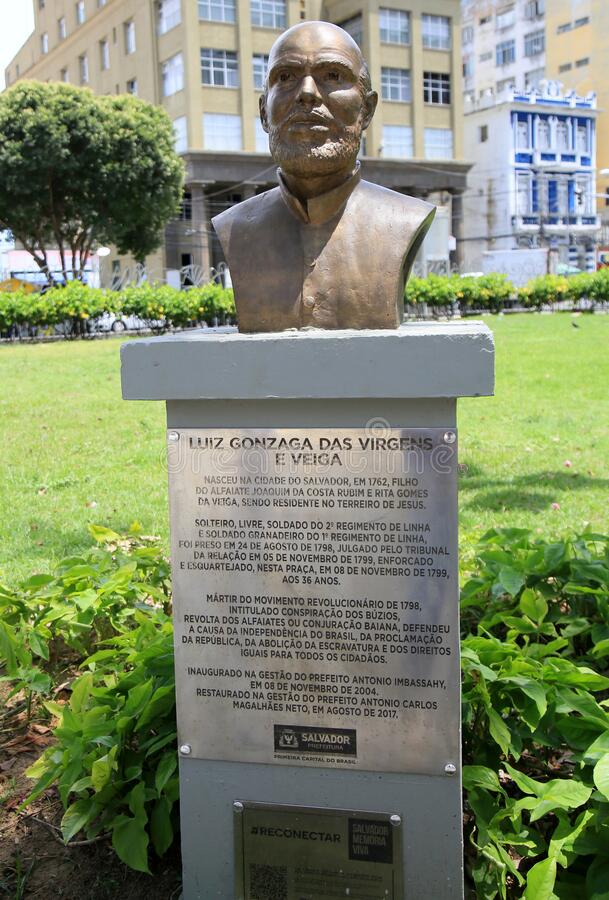 LUIZ GONZAGA DAS VIRGENS
E VEIGA
NASCEU NA CIDADE DO SALVADOR, EM 1762, FILHO
DO ALFAIATE JOAQUIM DA COSTA RUBIM E RITA GOMES
DA VEIGA, SENDO RESIDENTE NO TERREIRO DE JESUS.
SOLTEIRO, LIVRE, SOLDADO DO 2º REGIMENTO DE LINHA
E SOLDADO GRANADEIRO DO 1º REGIMENTO DE LINHA,
FOI PRESO EM 24 DE AGOSTO DE 1798, JULGADO PELO TRIBUNAL
DA RELAÇÃO EM 05 DE NOVEMBRO DE 1799, ENFORCADO
E ESQUARTEJADO, NESTA PRAÇA, EM 08 DE NOVEMBRO DE 1799,
AOS 36 ANOS.
MÁRTIR DO MOVIMENTO REVOLUCIONÁRIO DE 1798,
INTITULADO CONSPIRAÇÃO DOS BÚZIOS,
REVOLTA DOS ALFAIATES OU CONJURAÇÃO BAIANA, DEFENDEU
A CAUSA DA INDEPENDÊNCIA DO BRASIL, DA PROCLAMAÇÃO
DA REPÚBLICA, DA ABOLIÇÃO DA ESCRAVATURA E DOS DIREITOS
IGUAIS PARA TODOS OS CIDADÃOS.
INAUGURADO NA GESTÃO DO PREFEITO ANTONIO IMBASSAHY,
EM 08 DE NOVEMBRO DE 2004.
RESTAURADO NA GESTÃO DO PREFEITO ANTONIO CARLOS
MAGALHÃES NETO, EM AGOSTO DE 2017.
SALVADOR
PREFEITURA
PRIMEIRA CAPITAL DO BRASIL
#RECONECTAR
SALVADOR
MEMÓRIA
VIVA
dreamstime